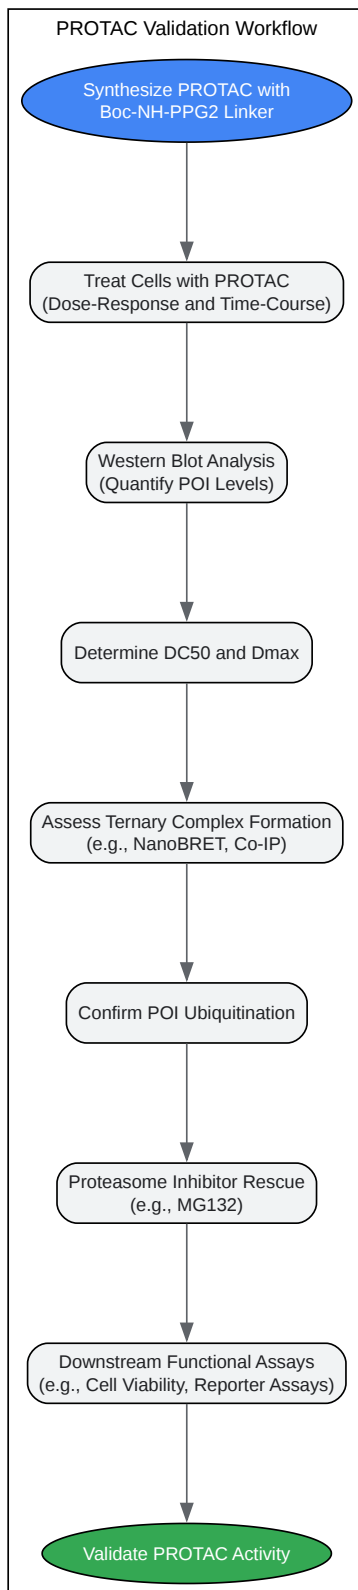 PROTAC Validation Workflow
Synthesize PROTAC with
Boc-NH-PPG2 Linker
Treat Cells with PROTAC
(Dose-Response and Time-Course)
Western Blot Analysis
(Quantify POI Levels)
Determine DC50 and Dmax
Assess Ternary Complex Formation
(e.g., NanoBRET, Co-IP)
Confirm POI Ubiquitination
Proteasome Inhibitor Rescue
(e.g., MG132)
Downstream Functional Assays
(e.g., Cell Viability, Reporter Assays)
Validate PROTAC Activity